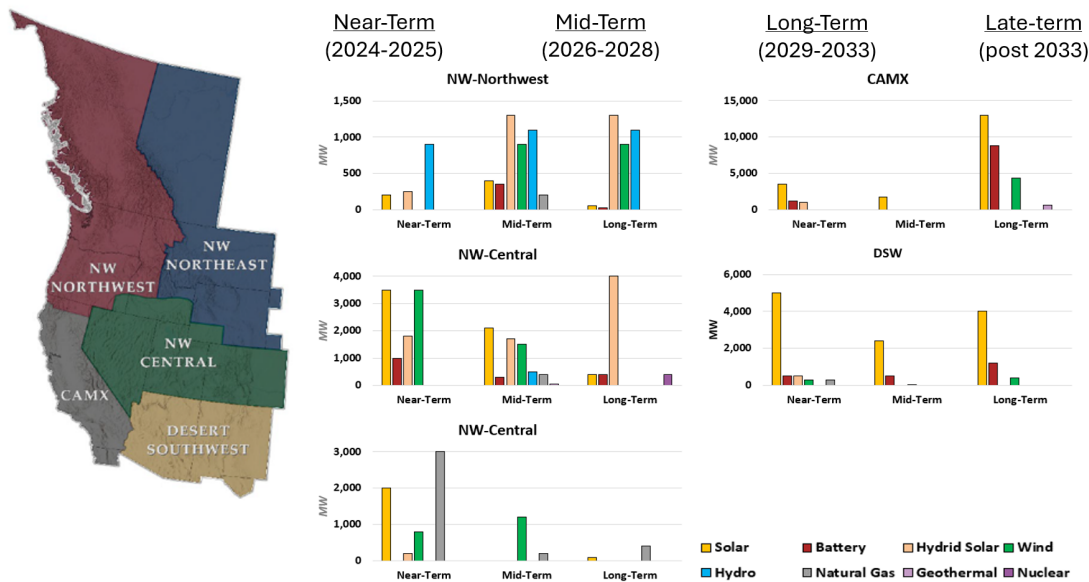 Near-Term
(2024-2025)
Mid-Term
(2026-2028)
Long-Term
(2029-2033)
Late-term
(post 2033)
NW
NORTHWEST
NW
NORTHEAST
NW
CENTRAL
CAMX
DESERT
SOUTHWEST
NW-Northwest
1,500
1,000
500
0
MW
Near-Term
Mid-Term
Long-Term
CAMX
15,000
10,000
5,000
0
MW
Near-Term
Mid-Term
Long-Term
NW-Central
4,000
3,000
2,000
1,000
0
MW
Near-Term
Mid-Term
Long-Term
DSW
6,000
4,000
2,000
0
MW
Near-Term
Mid-Term
Long-Term
NW-Central
3,000
2,000
1,000
0
MW
Near-Term
Mid-Term
Long-Term
Solar
Battery
Hydrid Solar
Wind
Hydro
Natural Gas
Geothermal
Nuclear